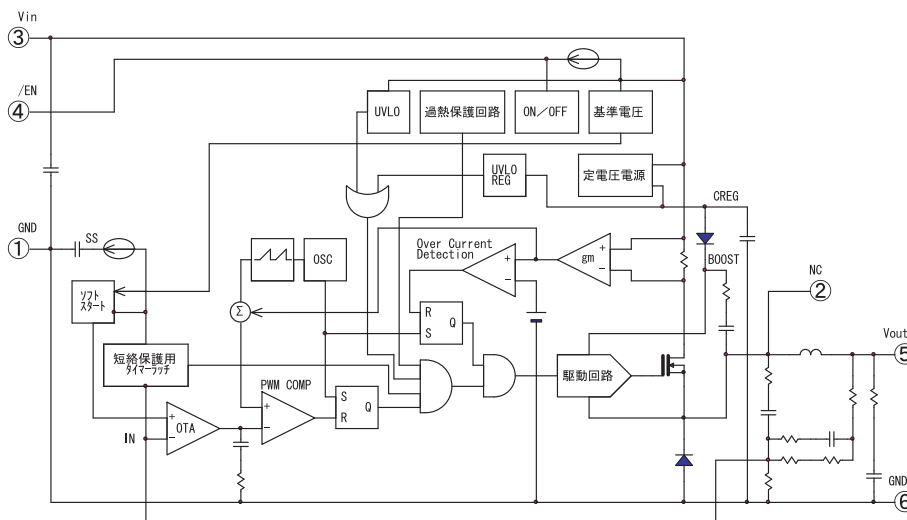 Vin
③
/EN
④
UVLO
過熱保護回路
ON/OFF
基準電圧
UVLO
REG
定電圧電源
CREG
GND
①
SS
Over Current
Detection
+
-
gm
+
-
BOOST
NC
②
ソフト
スタート
OSC
Σ
R
S
Q
Vout
⑤
短絡保護用
タイマーラッチ
PWM COMP
駆動回路
+
-
OTA
IN
+
-
S
R
Q
GND
⑥